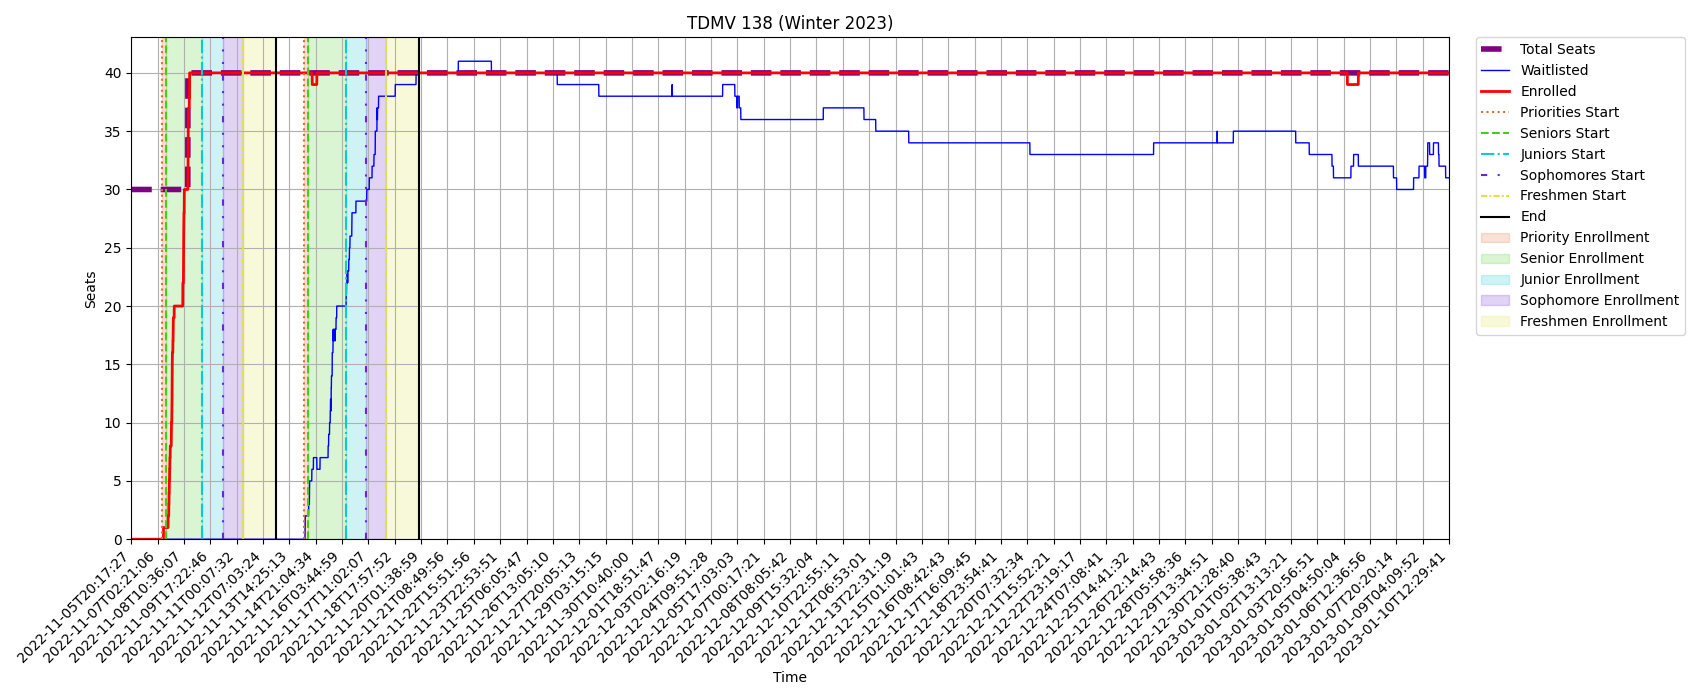 TDMV 138 (Winter 2023)
Seats
40
35
30
25
20
15
10
5
0
2022-11-05T20:17:27
2022-11-07T02:21:06
2022-11-08T10:36:07
2022-11-09T17:22:46
2022-11-11T00:07:32
2022-11-12T07:03:24
2022-11-13T14:25:13
2022-11-14T21:04:34
2022-11-16T03:44:59
2022-11-17T11:02:07
2022-11-18T17:57:52
2022-11-20T01:38:59
2022-11-21T08:49:56
2022-11-22T15:51:56
2022-11-23T22:53:51
2022-11-25T06:05:47
2022-11-26T13:05:10
2022-11-27T20:05:13
2022-11-29T03:15:15
2022-11-30T10:40:00
2022-12-01T18:51:47
2022-12-03T02:16:19
2022-12-04T09:51:28
2022-12-05T17:03:03
2022-12-07T00:17:21
2022-12-08T08:05:42
2022-12-09T15:32:04
2022-12-10T22:55:11
2022-12-12T06:53:01
2022-12-13T22:31:19
2022-12-15T01:01:43
2022-12-16T08:42:43
2022-12-17T16:09:45
2022-12-18T23:54:41
2022-12-20T07:32:34
2022-12-21T15:52:21
2022-12-22T23:19:17
2022-12-24T07:08:41
2022-12-25T14:41:32
2022-12-26T22:14:43
2022-12-28T05:58:36
2022-12-29T13:34:51
2022-12-30T21:28:40
2023-01-01T05:38:43
2023-01-02T13:13:21
2023-01-03T20:56:51
2023-01-05T04:50:04
2023-01-06T12:36:56
2023-01-07T20:20:14
2023-01-09T04:09:52
2023-01-10T12:29:41
Time
Total Seats
Waitlisted
Enrolled
Priorities Start
Seniors Start
Juniors Start
Sophomores Start
Freshmen Start
End
Priority Enrollment
Senior Enrollment
Junior Enrollment
Sophomore Enrollment
Freshmen Enrollment